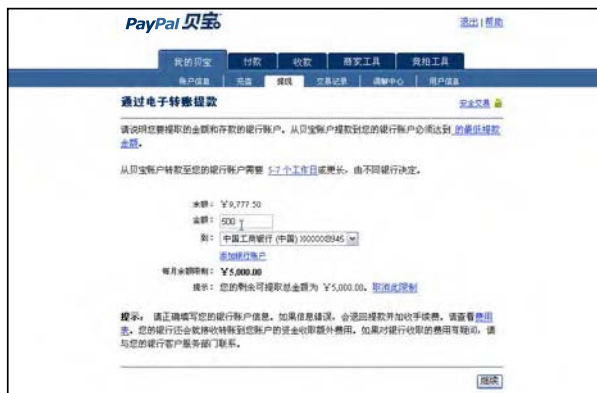 PayPal 贝宝 退出 | 帮助
我的贝宝 付款 收款 商家工具 竞拍工具
账户信息 充值 提现 交易记录 调解中心 用户信息
通过电子转账提款 安全交易
请说明您要提取的金额和存款的银行账户。从贝宝账户提款到您的银行账户必须达到 的最低提款
金额。
从贝宝账户转款至您的银行账户需要 5-7 个工作日或更长，由不同银行决定。
余额： ￥9,777.50
金额： 500
到： 中国工商银行 (中国) XXXXXX8945
添加银行账户
每月余额限制： ￥5,000.00
提示： 您的剩余可提取总金额为 ￥5,000.00。取消此限制
提示： 请正确填写您的银行账户信息。如果信息错误，会退回提款并加收手续费。请查看费用
表。您的银行还会就接收转账到您账户的资金收取额外费用。如果对银行收取的费用有疑问，请
与您的银行客户服务部门联系。
继续